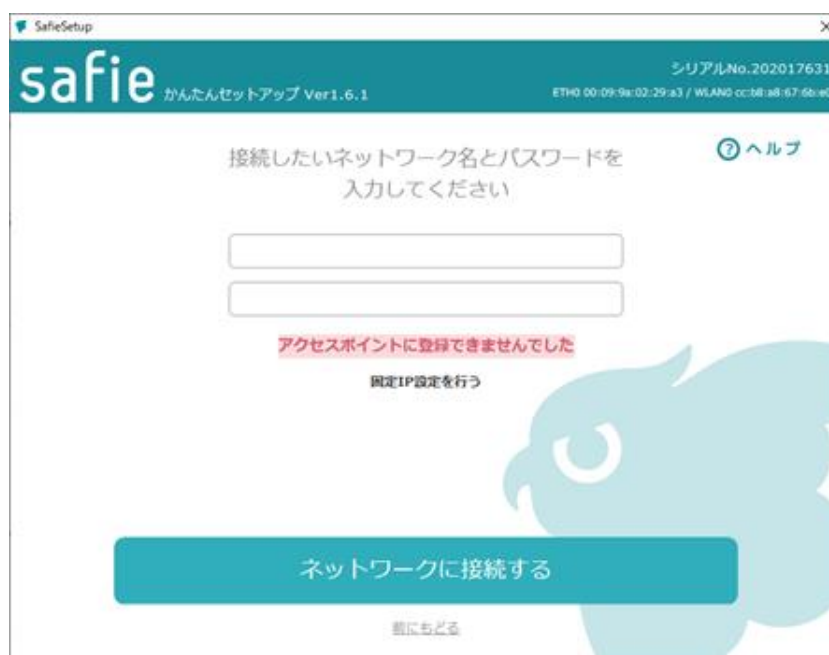 SafieSetup
safie かんたんセットアップ Ver1.6.1
シリアルNo.202017631
ETH0 00:09:9a:02:29:a3 / WLAN0 cc:b8:a8:67:6b:e0
? ヘルプ
接続したいネットワーク名とパスワードを
入力してください
アクセスポイントに登録できませんでした
固定IP設定を行う
ネットワークに接続する
前にもどる